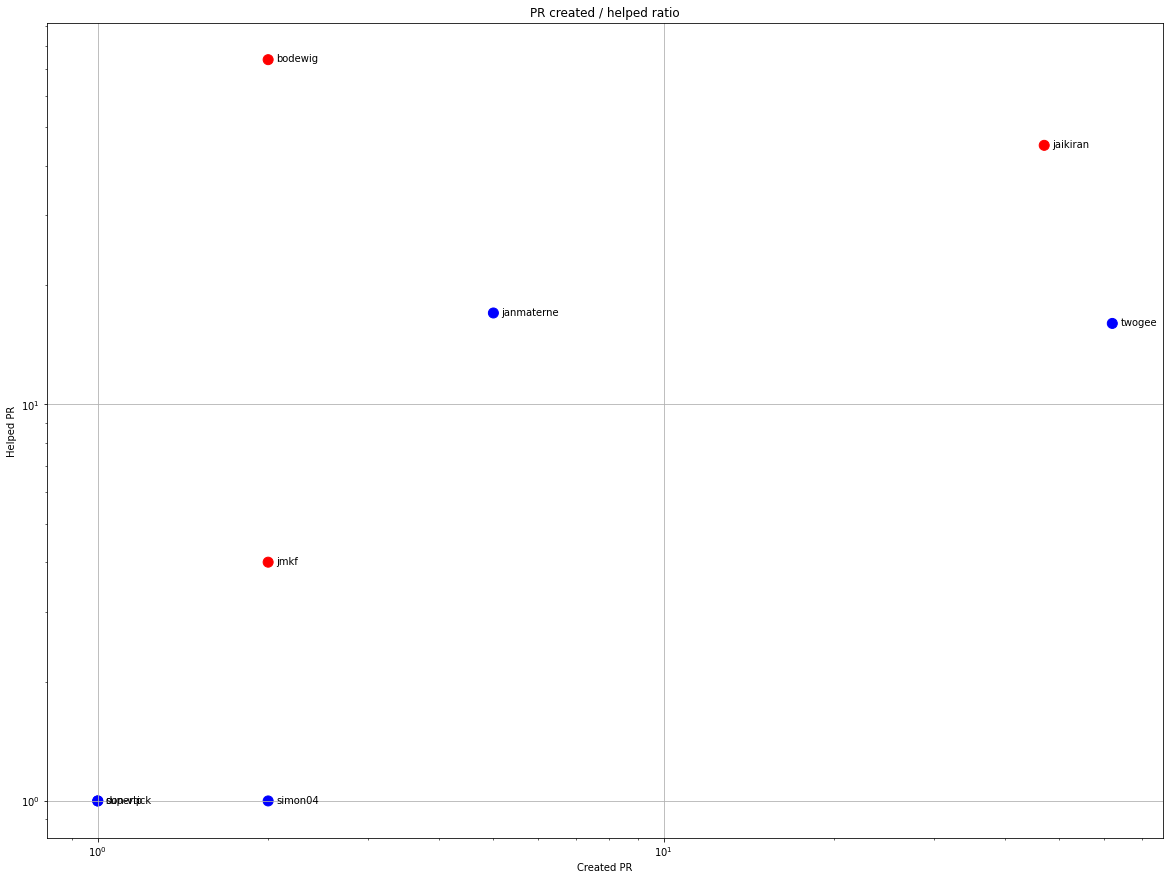 PR created / helped ratio
bodewig
jaikiran
janmaterne
twogee
10¹
Helped PR
jmkf
10⁰
simon04
10⁰
10¹
Created PR